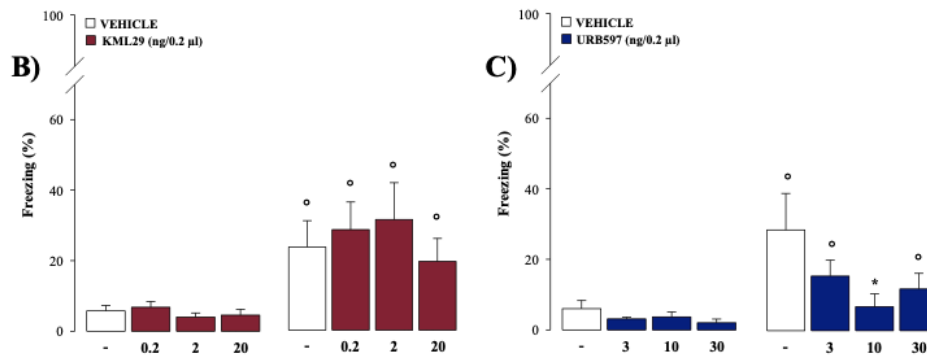 B)
100
VEHICLE
KML29 (ng/0.2 µl)
60
40
20
0
Freezing (%)
° ° ° °
- 0.2 2 20 - 0.2 2 20
C)
100
VEHICLE
URB597 (ng/0.2 µl)
60
40
20
0
Freezing (%)
° ° * °
- 3 10 30 - 3 10 30